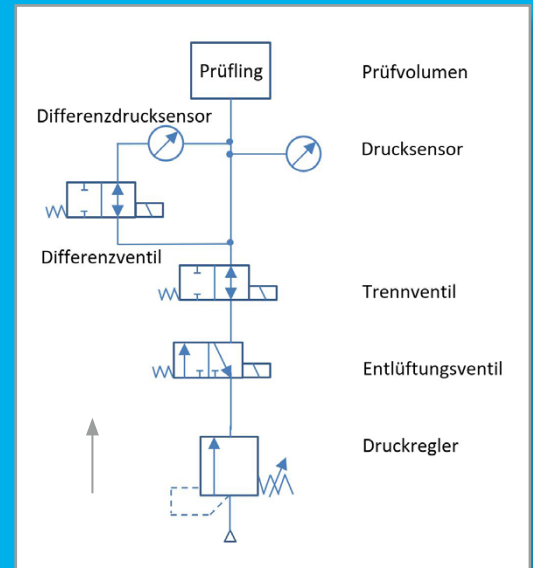 Prüfling
Prüfvolumen
Differenzdrucksensor
Drucksensor
Differenzventil
Trennventil
Entlüftungsventil
Druckregler